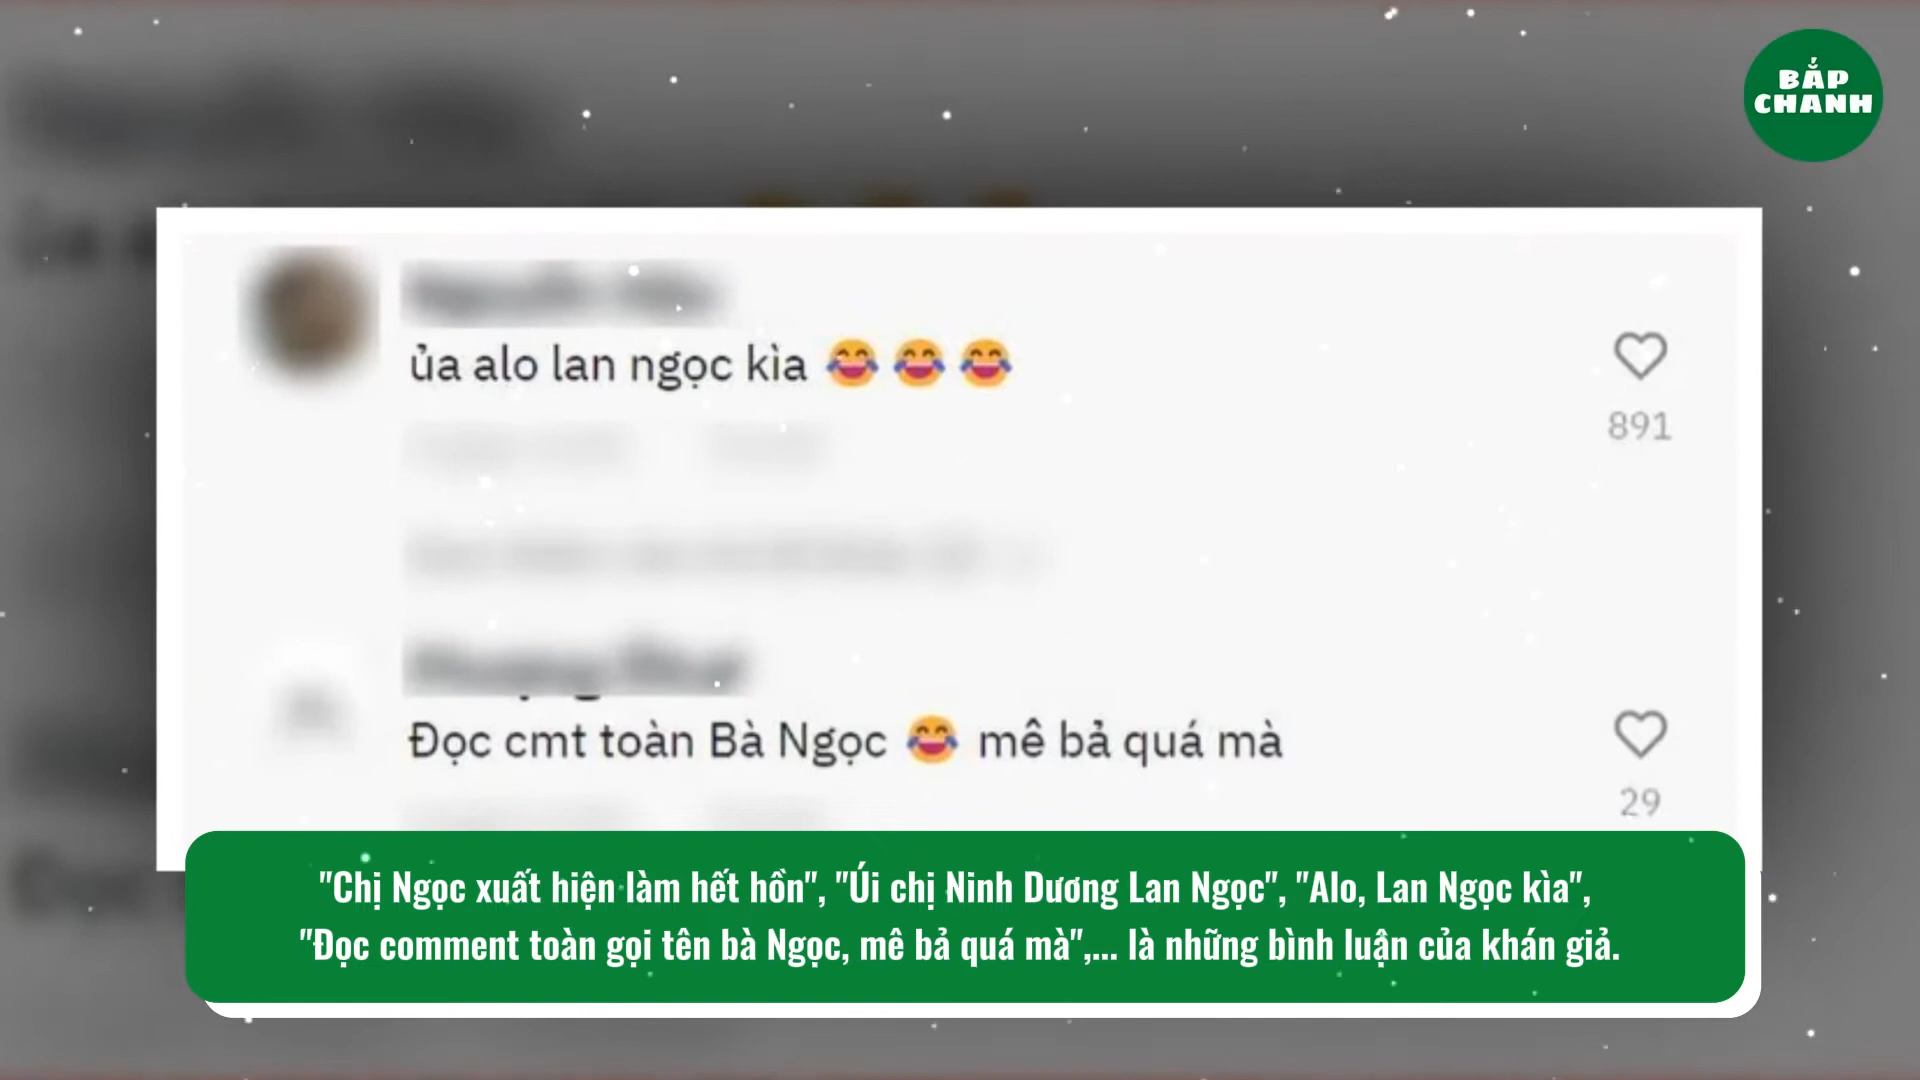 BẮP
CHANH
ủa alo lan ngọc kìa 😂 😂 😂
891
Đọc cmt toàn Bà Ngọc 😂 mê bả quá mà
29
"Chị Ngọc xuất hiện làm hết hồn", "Úi chị Ninh Dương Lan Ngọc", "Alo, Lan Ngọc kìa",
"Đọc comment toàn gọi tên bà Ngọc, mê bả quá mà",... là những bình luận của khán giả.